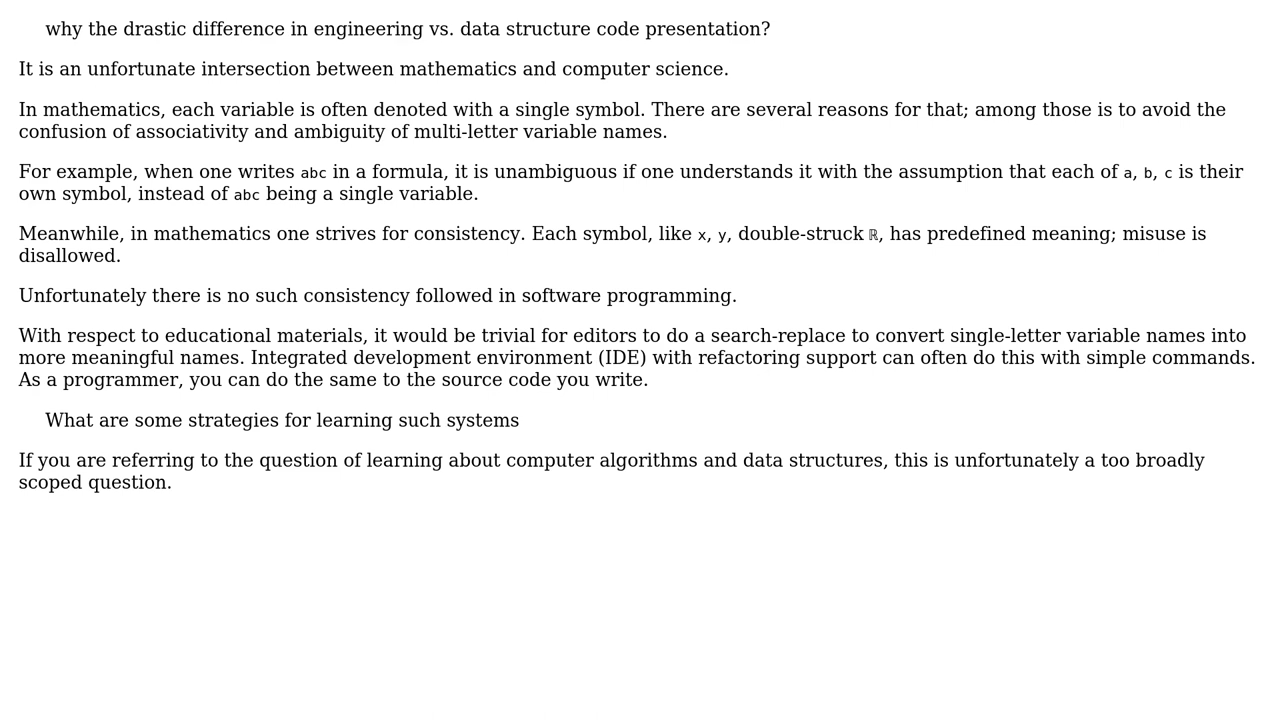 why the drastic difference in engineering vs. data structure code presentation?
It is an unfortunate intersection between mathematics and computer science.
In mathematics, each variable is often denoted with a single symbol. There are several reasons for that; among those is to avoid the
confusion of associativity and ambiguity of multi-letter variable names.
For example, when one writes abc in a formula, it is unambiguous if one understands it with the assumption that each of a, b, c is their
own symbol, instead of abc being a single variable.
Meanwhile, in mathematics one strives for consistency. Each symbol, like x, y, double-struck ℝ, has predefined meaning; misuse is
disallowed.
Unfortunately there is no such consistency followed in software programming.
With respect to educational materials, it would be trivial for editors to do a search-replace to convert single-letter variable names into
more meaningful names. Integrated development environment (IDE) with refactoring support can often do this with simple commands.
As a programmer, you can do the same to the source code you write.
What are some strategies for learning such systems
If you are referring to the question of learning about computer algorithms and data structures, this is unfortunately a too broadly
scoped question.